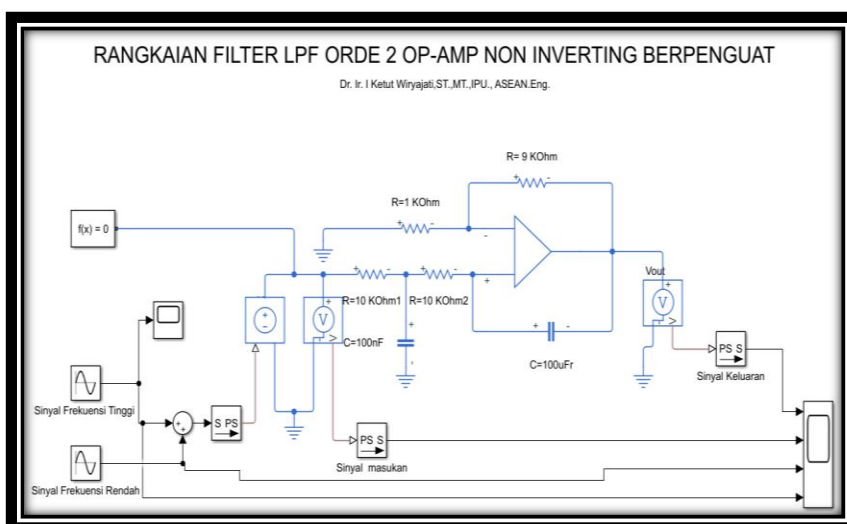 RANGKAIAN FILTER LPF ORDE 2 OP-AMP NON INVERTING BERPENGUAT
Dr. Ir. I Ketut Wiryajati,ST.,MT.,IPU., ASEAN.Eng.
R= 9 KOhm
R=1 KOhm
f(x) = 0
Vout
R=10 KOhm1
R=10 KOhm2
V
V
C=100nF
C=100uFr
PS S
Sinyal Keluaran
Sinyal Frekuensi Tinggi
S PS
PS S
Sinyal masukan
Sinyal Frekuensi Rendah